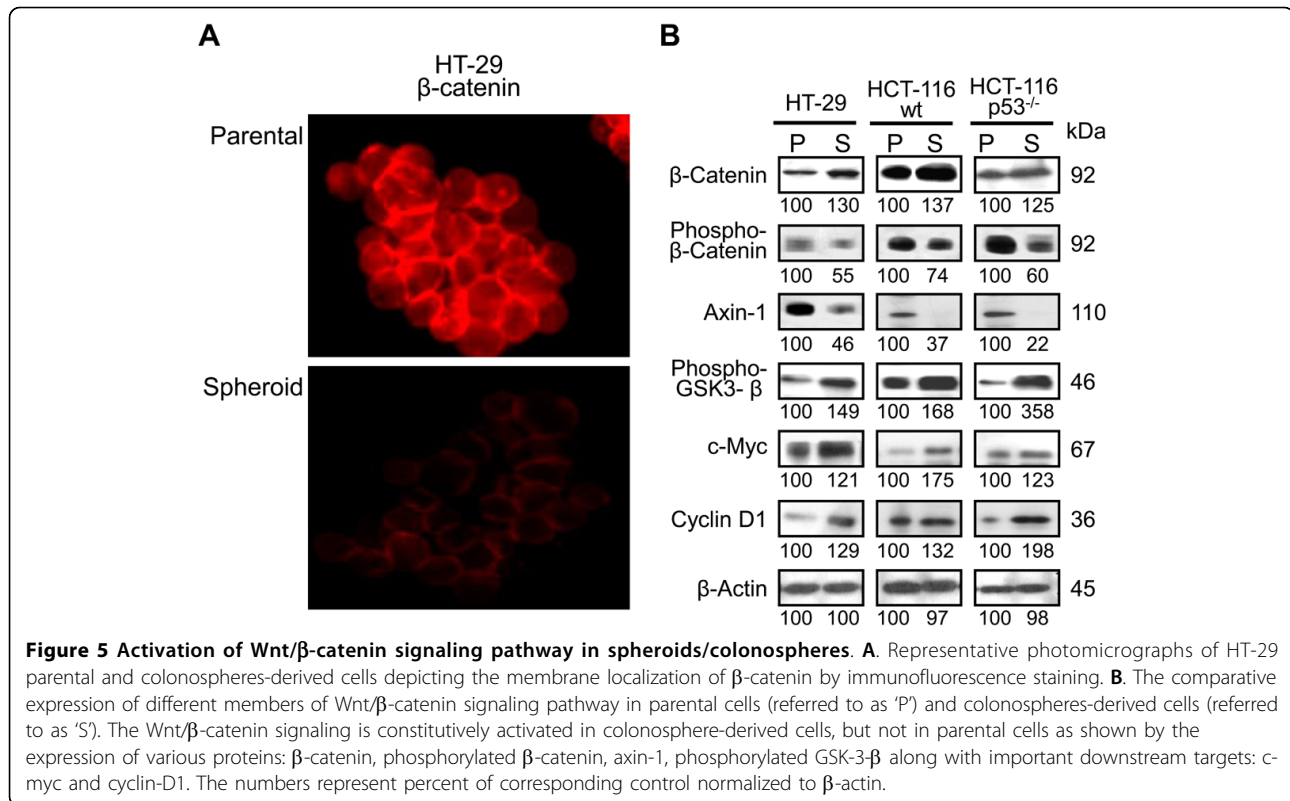 A
HT-29
β-catenin
Parental
Spheroid
B
HT-29 HCT-116 wt HCT-116 p53-/-
P S P S P S kDa
β-Catenin 92
100 130 100 137 100 125
Phospho-
β-Catenin 92
100 55 100 74 100 60
Axin-1 110
100 46 100 37 100 22
Phospho-
GSK3- β 46
100 149 100 168 100 358
c-Myc 67
100 121 100 175 100 123
Cyclin D1 36
100 129 100 132 100 198
β-Actin 45
100 100 100 97 100 98
Figure 5 Activation of Wnt/β-catenin signaling pathway in spheroids/colonospheres. A. Representative photomicrographs of HT-29
parental and colonospheres-derived cells depicting the membrane localization of β-catenin by immunofluorescence staining. B. The comparative
expression of different members of Wnt/β-catenin signaling pathway in parental cells (referred to as ‘P’) and colonospheres-derived cells (referred
to as ‘S’). The Wnt/β-catenin signaling is constitutively activated in colonosphere-derived cells, but not in parental cells as shown by the
expression of various proteins: β-catenin, phosphorylated β-catenin, axin-1, phosphorylated GSK-3-β along with important downstream targets: c-
myc and cyclin-D1. The numbers represent percent of corresponding control normalized to β-actin.